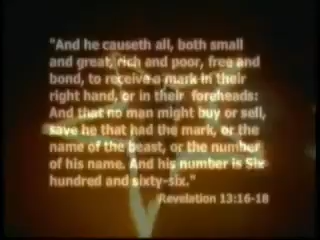 "And he causeth all, both small
and great, rich and poor, free and
bond, to receive a mark in their
right hand, or in their foreheads:
And that no man might buy or sell,
save he that had the mark, or the
name of the beast, or the number
of his name. And his number is Six
hundred and sixty-six."
Revelation 13:16-18